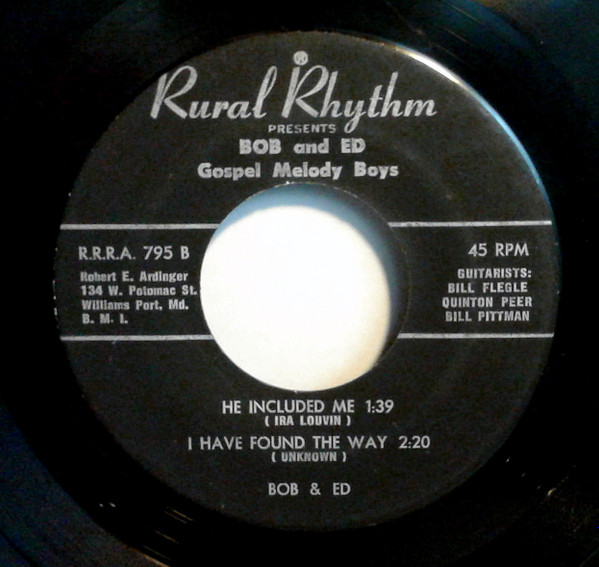 Rural Rhythm
PRESENTS
BOB and ED
Gospel Melody Boys
R.R.R.A. 795 B
Robert E. Ardinger
134 W. Potomac St.
Williams Port, Md.
B. M. I.
45 RPM
GUITARISTS:
BILL FLEGLE
QUINTON PEER
BILL PITTMAN
HE INCLUDED ME 1:39
( IRA LOUVIN )
I HAVE FOUND THE WAY 2:20
( UNKNOWN )
BOB & ED